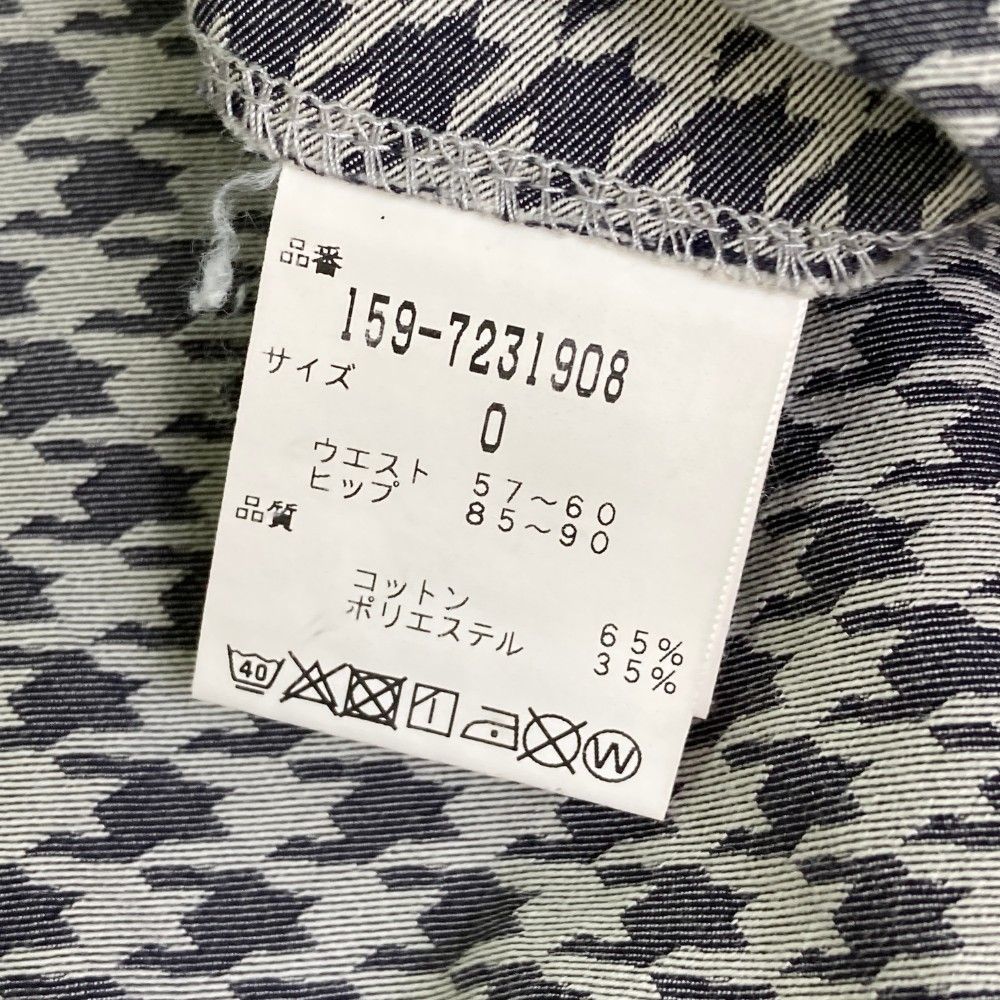 品番
159-7231908
サイズ
0
ウエスト 57～60
ヒップ 85～90
品質
コットン 65%
ポリエステル 35%
40
W